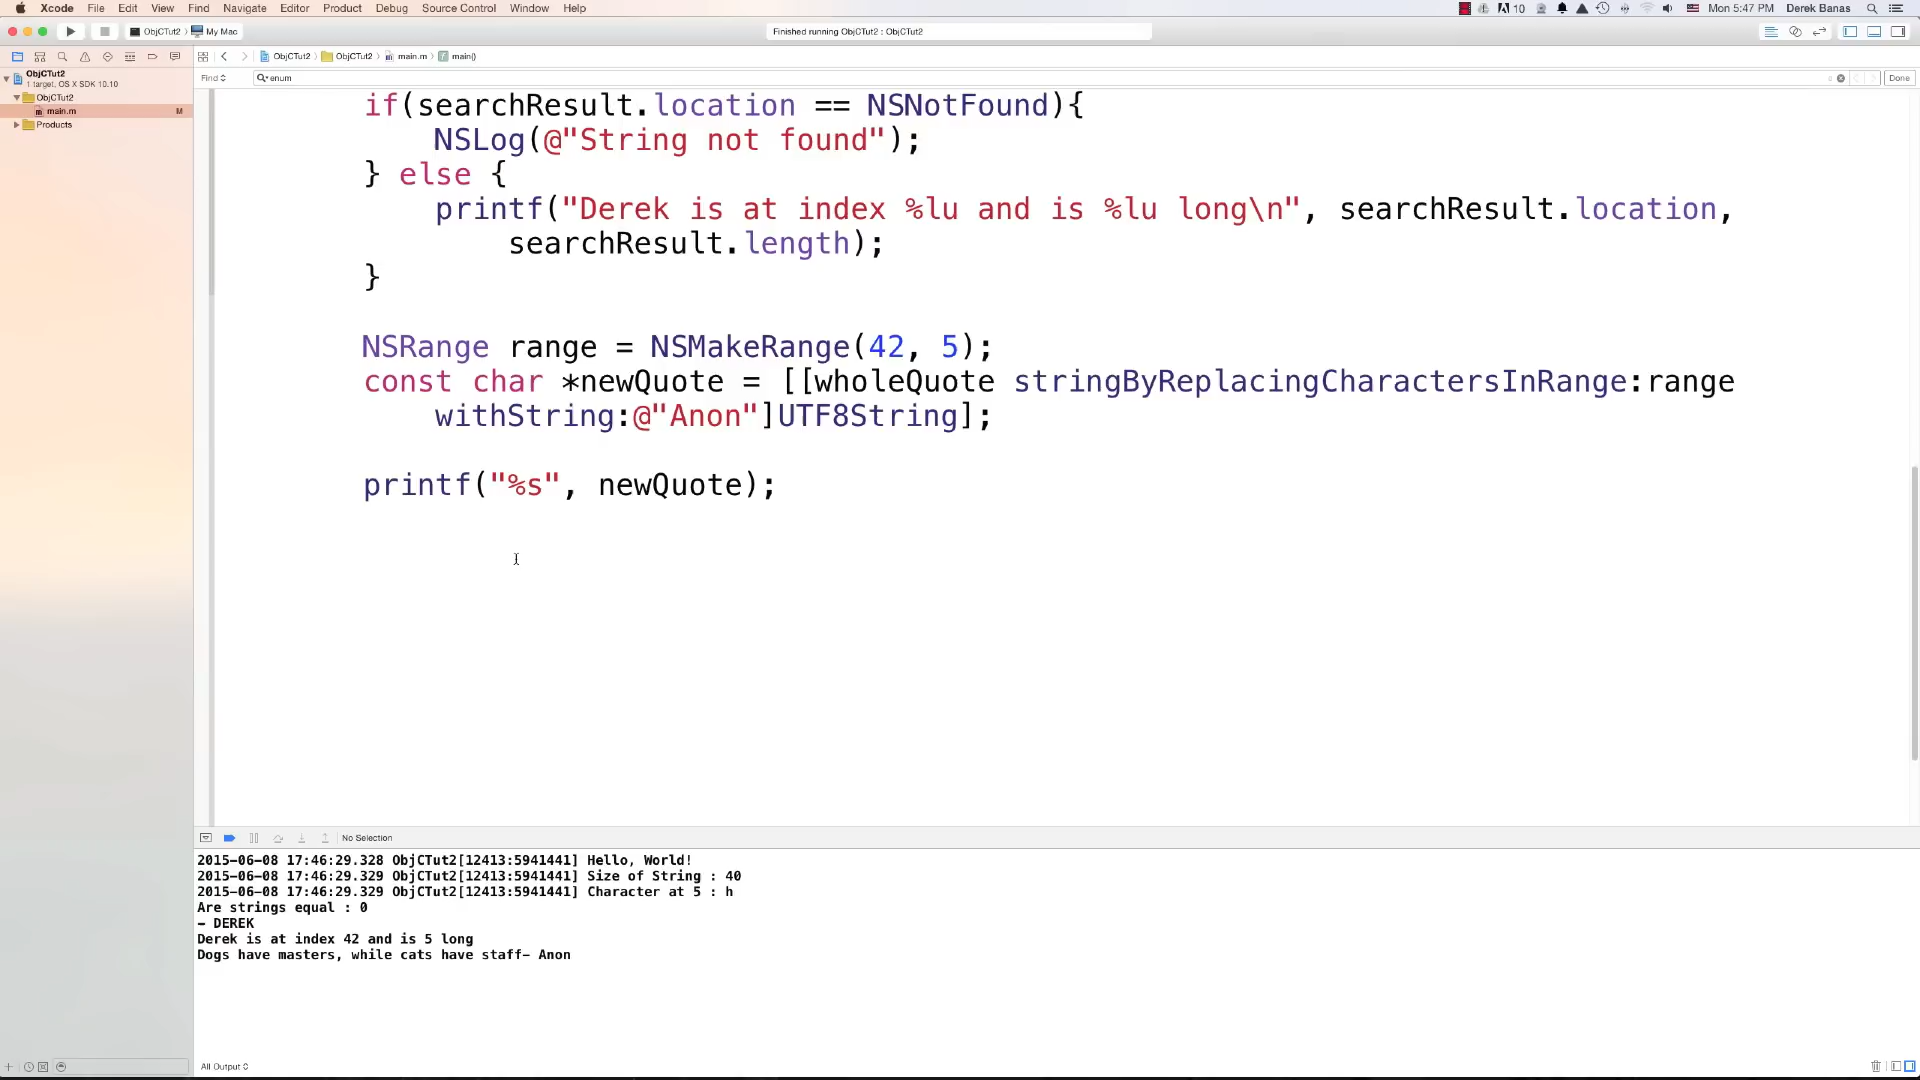 Xcode File Edit View Find Navigate Editor Product Debug Source Control Window Help 10 Mon 5:47 PM Derek Banas
ObjCTut2 My Mac Finished running ObjCTut2 : ObjCTut2
ObjCTut2 ObjCTut2 main.m main()
Find enum Done
ObjCTut2
1 target, OS X SDK 10.10
ObjCTut2
main.m M
Products
if(searchResult.location == NSNotFound){
NSLog(@"String not found");
} else {
printf("Derek is at index %lu and is %lu long\n", searchResult.location,
searchResult.length);
}
NSRange range = NSMakeRange(42, 5);
const char *newQuote = [[wholeQuote stringByReplacingCharactersInRange:range
withString:@"Anon"]UTF8String];
printf("%s", newQuote);
No Selection
2015-06-08 17:46:29.328 ObjCTut2[12413:5941441] Hello, World!
2015-06-08 17:46:29.329 ObjCTut2[12413:5941441] Size of String : 40
2015-06-08 17:46:29.329 ObjCTut2[12413:5941441] Character at 5 : h
Are strings equal : 0
- DEREK
Derek is at index 42 and is 5 long
Dogs have masters, while cats have staff- Anon
All Output